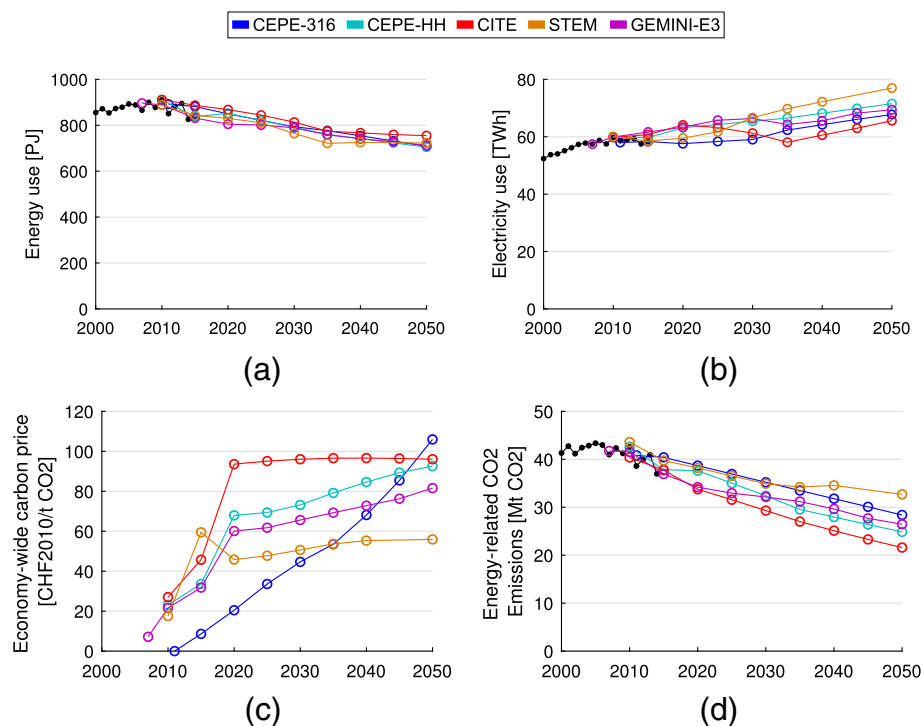 CEPE-316 CEPE-HH CITE STEM GEMINI-E3
Energy use [PJ]
1000
800
600
400
200
0
2000 2010 2020 2030 2040 2050
(a)
Electricity use [TWh]
80
60
40
20
0
2000 2010 2020 2030 2040 2050
(b)
Economy-wide carbon price
[CHF2010/t CO2]
120
100
80
60
40
20
0
2000 2010 2020 2030 2040 2050
(c)
Energy-related CO2
Emissions [Mt CO2]
50
40
30
20
10
0
2000 2010 2020 2030 2040 2050
(d)